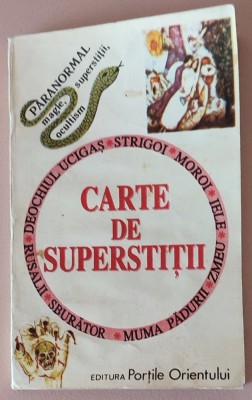 PARANORMAL
magie, superstiții,
ocultism
DEOCHIUL UCIGAȘ * STRIGOI * MOROI * IELE * ZMEU * MUMA PĂDURII * SBURĂTOR * RUSALII *
CARTE
DE
SUPERSTIȚII
EDITURA Porțile Orientului